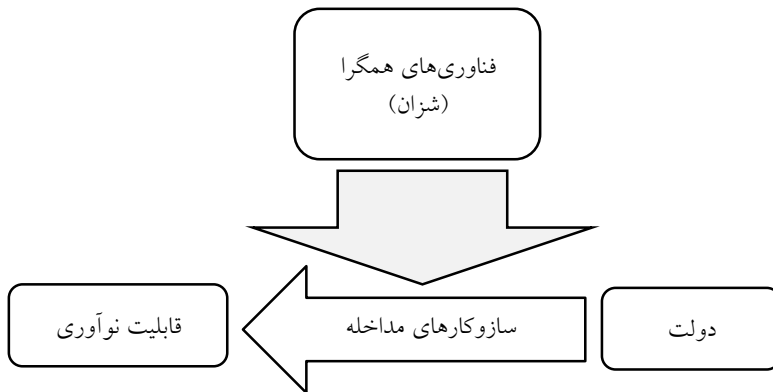 فناوری‌های همگرا
(شزان)
دولت
سازوکارهای مداخله
قابلیت نوآوری